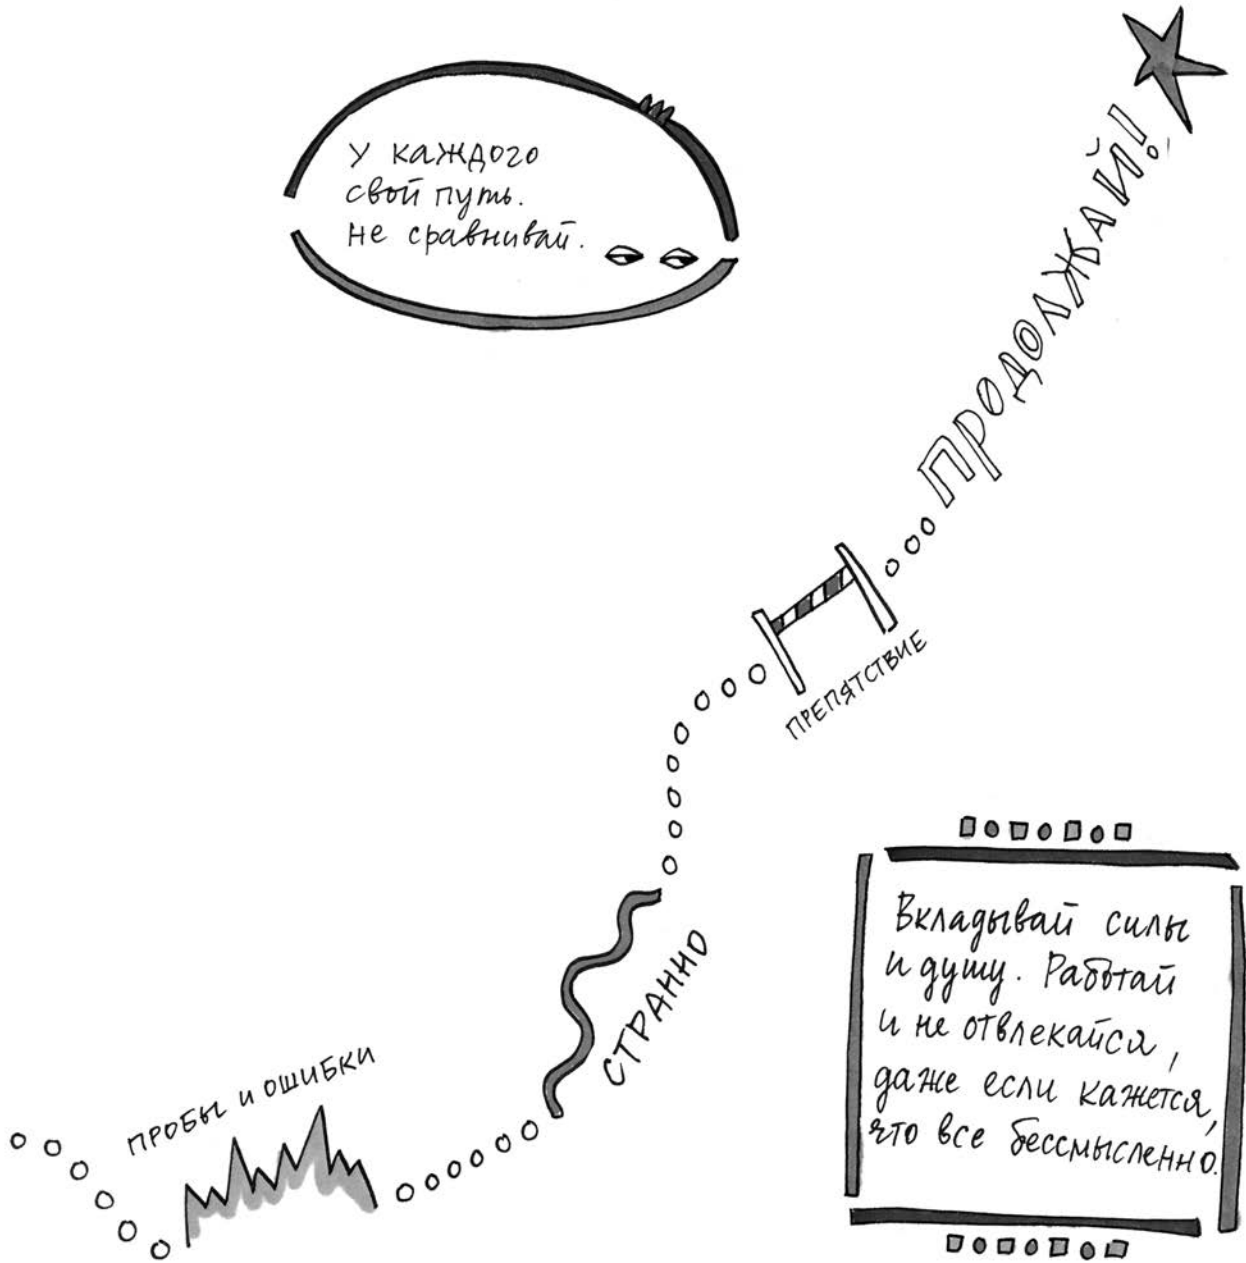 У каждого
свой путь.
не сравнивай.
ПРОДОЛЖАЙ!
ПРЕПЯТСТВИЕ
СТРАННО
ПРОБЫ И ОШИБКИ
Вкладывай силы
и душу. Работай
и не отвлекайся,
даже если кажется,
что все бессмысленно.